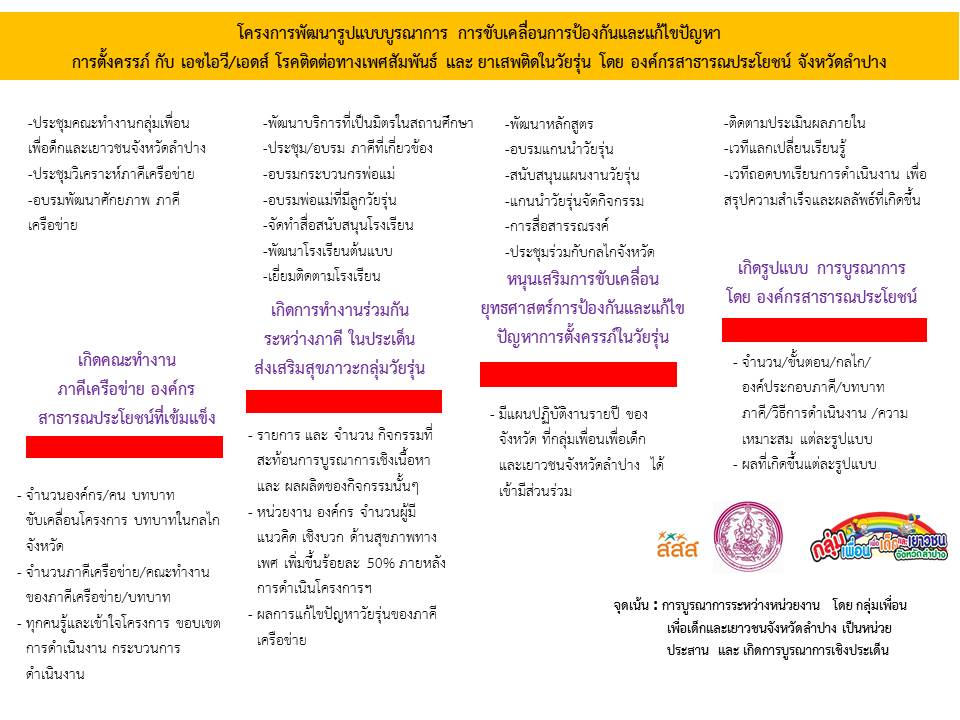 โครงการพัฒนารูปแบบบูรณาการ การขับเคลื่อนการป้องกันและแก้ไขปัญหา
การตั้งครรภ์ กับ เอชไอวี/เอดส์ โรคติดต่อทางเพศสัมพันธ์ และ ยาเสพติดในวัยรุ่น โดย องค์กรสาธารณประโยชน์ จังหวัดลำปาง
-ประชุมคณะทำงานกลุ่มเพื่อน
เพื่อเด็กและเยาวชนจังหวัดลำปาง
-ประชุมวิเคราะห์ภาคีเครือข่าย
-อบรมพัฒนาศักยภาพ ภาคี
เครือข่าย
เกิดคณะทำงาน
ภาคีเครือข่าย องค์กร
สาธารณประโยชน์ที่เข้มแข็ง
- จำนวนองค์กร/คน บทบาท
ขับเคลื่อนโครงการ บทบาทในกลไก
จังหวัด
- จำนวนภาคีเครือข่าย/คณะทำงาน
ของภาคีเครือข่าย/บทบาท
- ทุกคนรู้และเข้าใจโครงการ ขอบเขต
การดำเนินงาน กระบวนการ
ดำเนินงาน
-พัฒนาบริการที่เป็นมิตรในสถานศึกษา
-ประชุม/อบรม ภาคีที่เกี่ยวข้อง
-อบรมกระบวนกรพ่อแม่
-อบรมพ่อแม่ที่มีลูกวัยรุ่น
-จัดทำสื่อสนับสนุนโรงเรียน
-พัฒนาโรงเรียนต้นแบบ
-เยี่ยมติดตามโรงเรียน
เกิดการทำงานร่วมกัน
ระหว่างภาคี ในประเด็น
ส่งเสริมสุขภาวะกลุ่มวัยรุ่น
- รายการ และ จำนวน กิจกรรมที่
สะท้อนการบูรณาการเชิงเนื้อหา
และ ผลผลิตของกิจกรรมนั้นๆ
- หน่วยงาน องค์กร จำนวนผู้มี
แนวคิด เชิงบวก ด้านสุขภาพทาง
เพศ เพิ่มขึ้นร้อยละ 50% ภายหลัง
การดำเนินโครงการฯ
- ผลการแก้ไขปัญหาวัยรุ่นของภาคี
เครือข่าย
-พัฒนาหลักสูตร
-อบรมแกนนำวัยรุ่น
-สนับสนุนแผนงานวัยรุ่น
-แกนนำวัยรุ่นจัดกิจกรรม
-การสื่อสารรณรงค์
-ประชุมร่วมกับกลไกจังหวัด
หนุนเสริมการขับเคลื่อน
ยุทธศาสตร์การป้องกันและแก้ไข
ปัญหาการตั้งครรภ์ในวัยรุ่น
- มีแผนปฏิบัติงานรายปี ของ
จังหวัด ที่กลุ่มเพื่อนเพื่อเด็ก
และเยาวชนจังหวัดลำปาง ได้
เข้ามีส่วนร่วม
-ติดตามประเมินผลภายใน
-เวทีแลกเปลี่ยนเรียนรู้
-เวทีถอดบทเรียนการดำเนินงาน เพื่อ
สรุปความสำเร็จและผลลัพธ์ที่เกิดขึ้น
เกิดรูปแบบ การบูรณาการ
โดย องค์กรสาธารณประโยชน์
- จำนวน/ขั้นตอน/กลไก/
องค์ประกอบภาคี/บทบาท
ภาคี/วิธีการดำเนินงาน /ความ
เหมาะสม แต่ละรูปแบบ
- ผลที่เกิดขึ้นแต่ละรูปแบบ
สสส
กลุ่มเพื่อนเพื่อเด็กและเยาวชน
จังหวัดลำปาง
จุดเน้น : การบูรณาการระหว่างหน่วยงาน โดย กลุ่มเพื่อน
เพื่อเด็กและเยาวชนจังหวัดลำปาง เป็นหน่วย
ประสาน และ เกิดการบูรณาการเชิงประเด็น